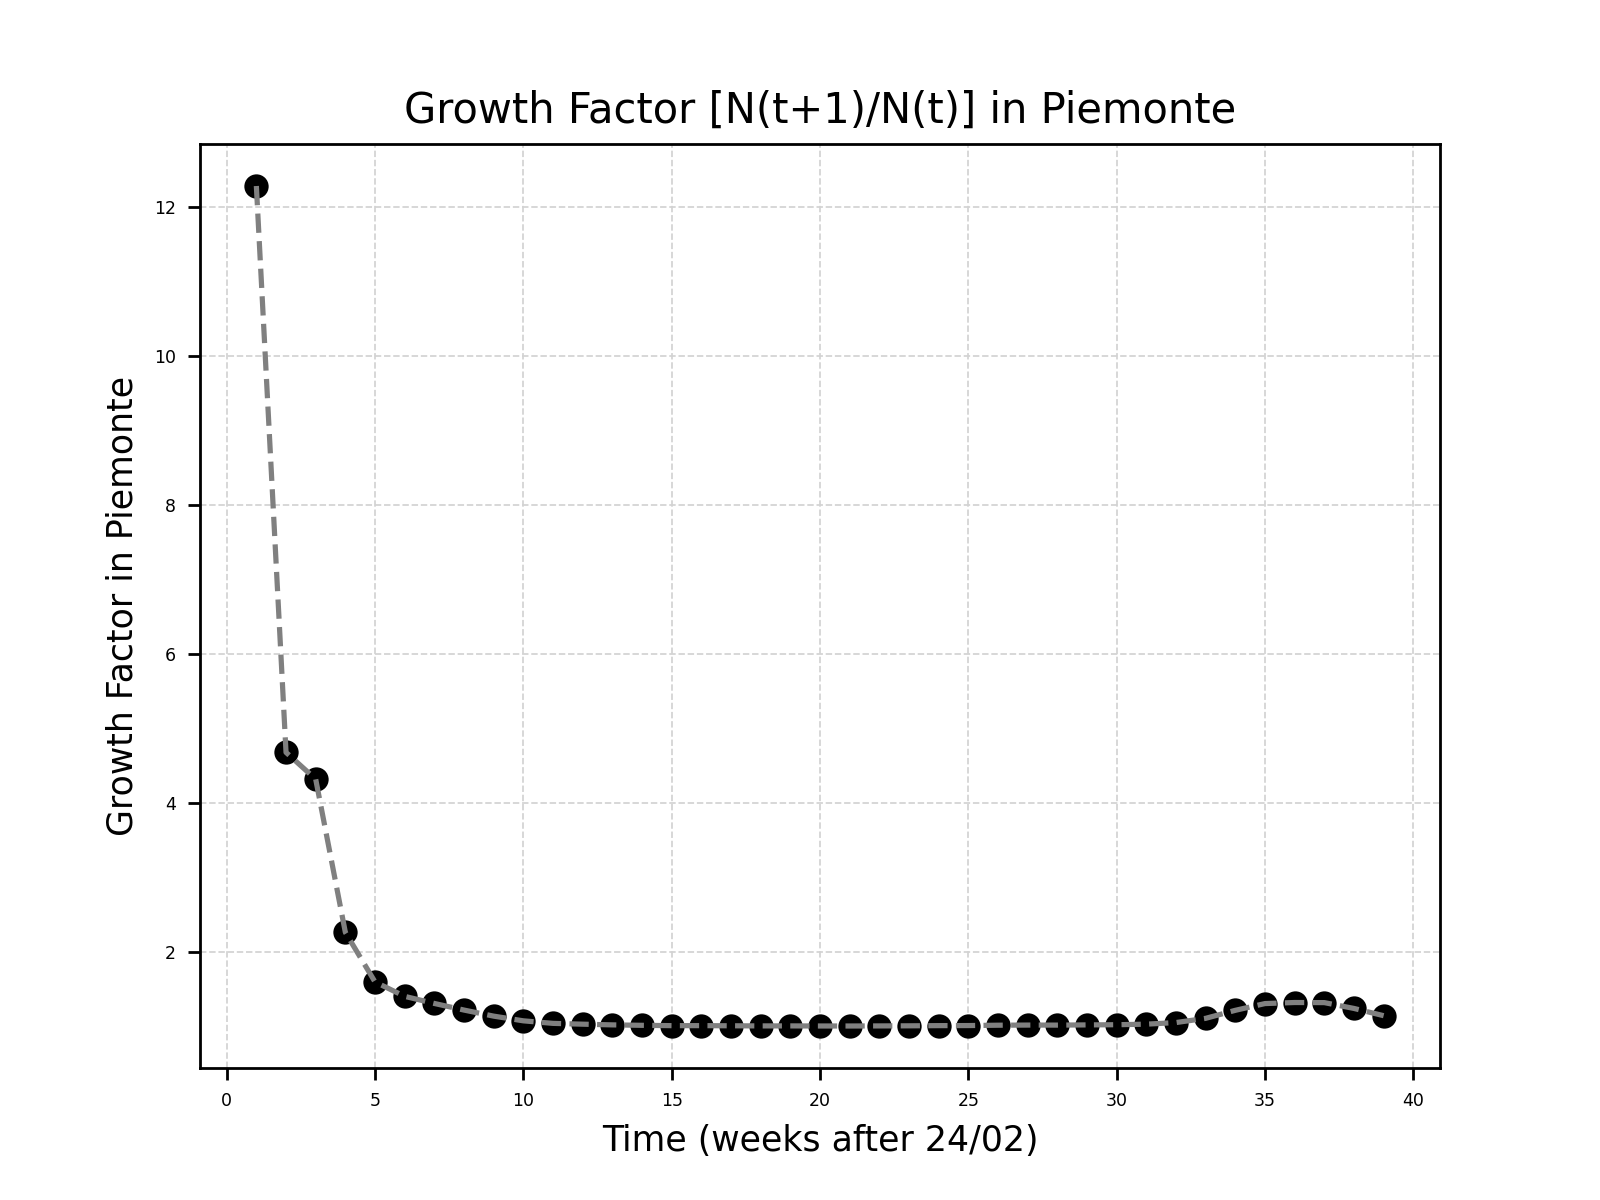 Growth Factor [N(t+1)/N(t)] in Piemonte
Growth Factor in Piemonte
12
10
8
6
4
2
0 5 10 15 20 25 30 35 40
Time (weeks after 24/02)